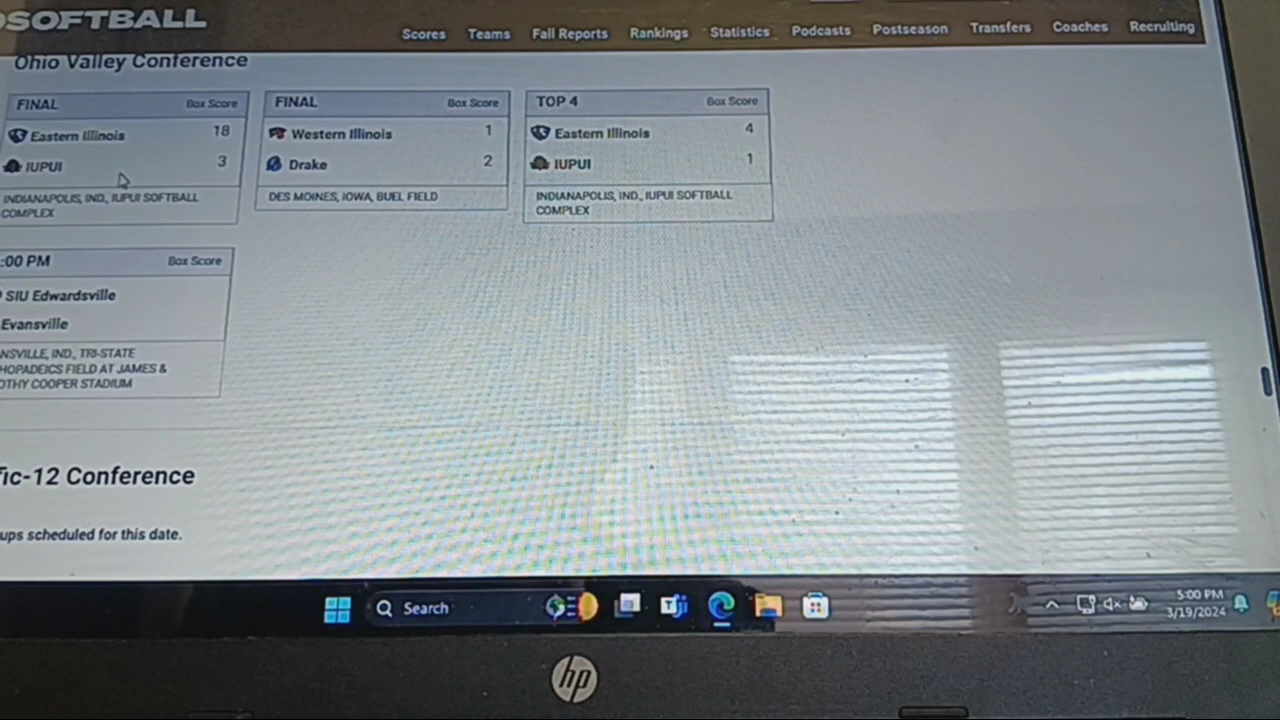 SOFTBALL
Scores Teams Fall Reports Rankings Statistics Podcasts Postseason Transfers Coaches Recruiting
Ohio Valley Conference
FINAL Box Score
Eastern Illinois 18
IUPUI 3
INDIANAPOLIS, IND., IUPUI SOFTBALL
COMPLEX
FINAL Box Score
Western Illinois 1
Drake 2
DES MOINES, IOWA, BUEL FIELD
TOP 4 Box Score
Eastern Illinois 4
IUPUI 1
INDIANAPOLIS, IND., IUPUI SOFTBALL
COMPLEX
:00 PM Box Score
SIU Edwardsville
Evansville
NSVILLE, IND., TRI-STATE
HOPADEICS FIELD AT JAMES &
OTHY COOPER STADIUM
fic-12 Conference
ups scheduled for this date.
Search
5:00 PM
3/19/2024
hp